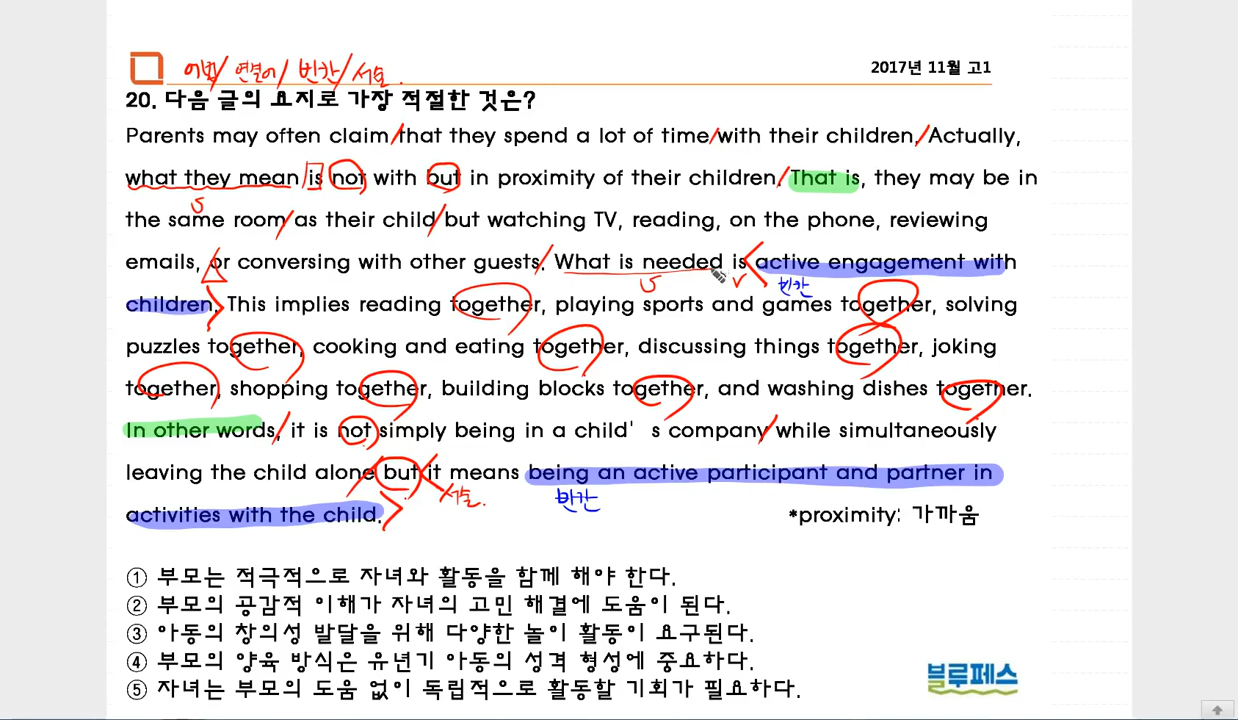 어법/연결어/빈칸/서술.
2017년 11월 고1
20. 다음 글의 요지로 가장 적절한 것은?
Parents may often claim that they spend a lot of time with their children. Actually,
what they mean is not with but in proximity of their children. That is, they may be in
s
the same room as their child but watching TV, reading, on the phone, reviewing
emails, or conversing with other guests. What is needed is active engagement with
s v 빈칸
children. This implies reading together, playing sports and games together, solving
puzzles together, cooking and eating together, discussing things together, joking
together, shopping together, building blocks together, and washing dishes together.
In other words, it is not simply being in a child's company while simultaneously
leaving the child alone but it means being an active participant and partner in
서술. 빈칸
activities with the child.
*proximity: 가까움
① 부모는 적극적으로 자녀와 활동을 함께 해야 한다.
② 부모의 공감적 이해가 자녀의 고민 해결에 도움이 된다.
③ 아동의 창의성 발달을 위해 다양한 놀이 활동이 요구된다.
④ 부모의 양육 방식은 유년기 아동의 성격 형성에 중요하다.
⑤ 자녀는 부모의 도움 없이 독립적으로 활동할 기회가 필요하다.
블루페스